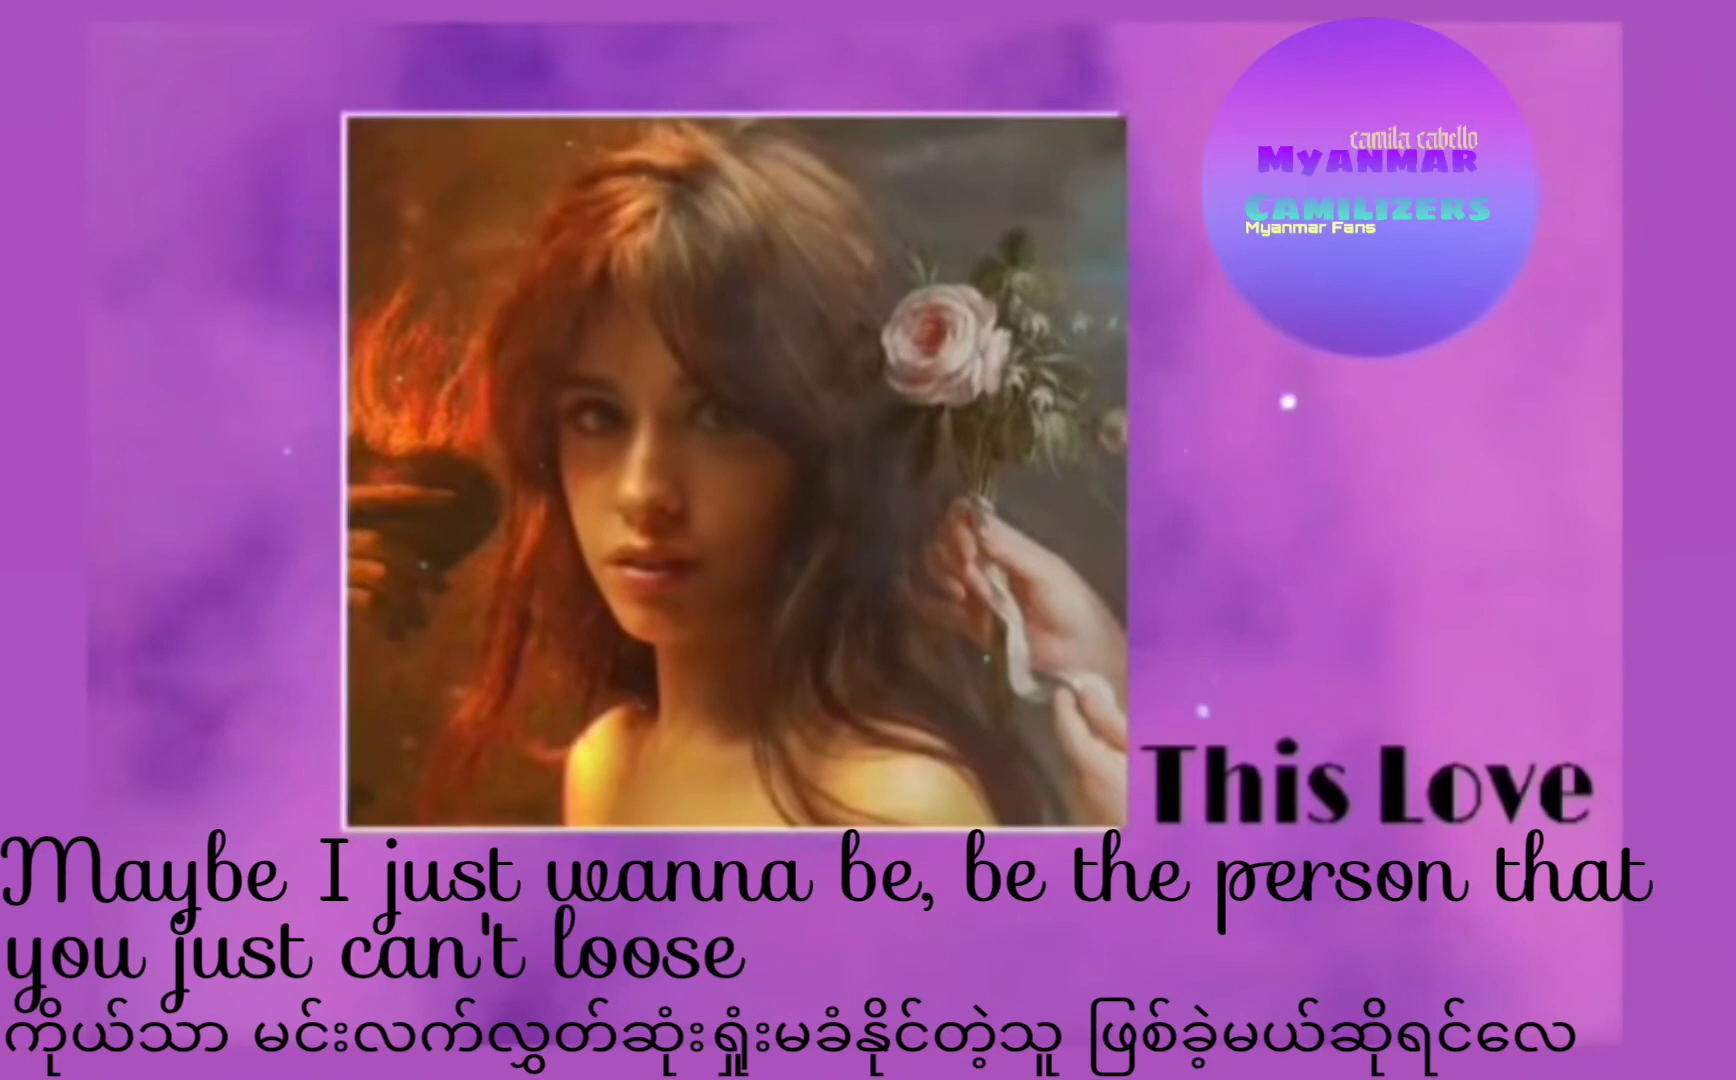 camila cabello
Myanmar
Camilizers
Myanmar Fans
This Love
Maybe I just wanna be, be the person that
you just can't loose
ကိုယ်သာ မင်းလက်လွှတ်ဆုံးရှုံးမခံနိုင်တဲ့သူ ဖြစ်ခဲ့မယ်ဆိုရင်လေ